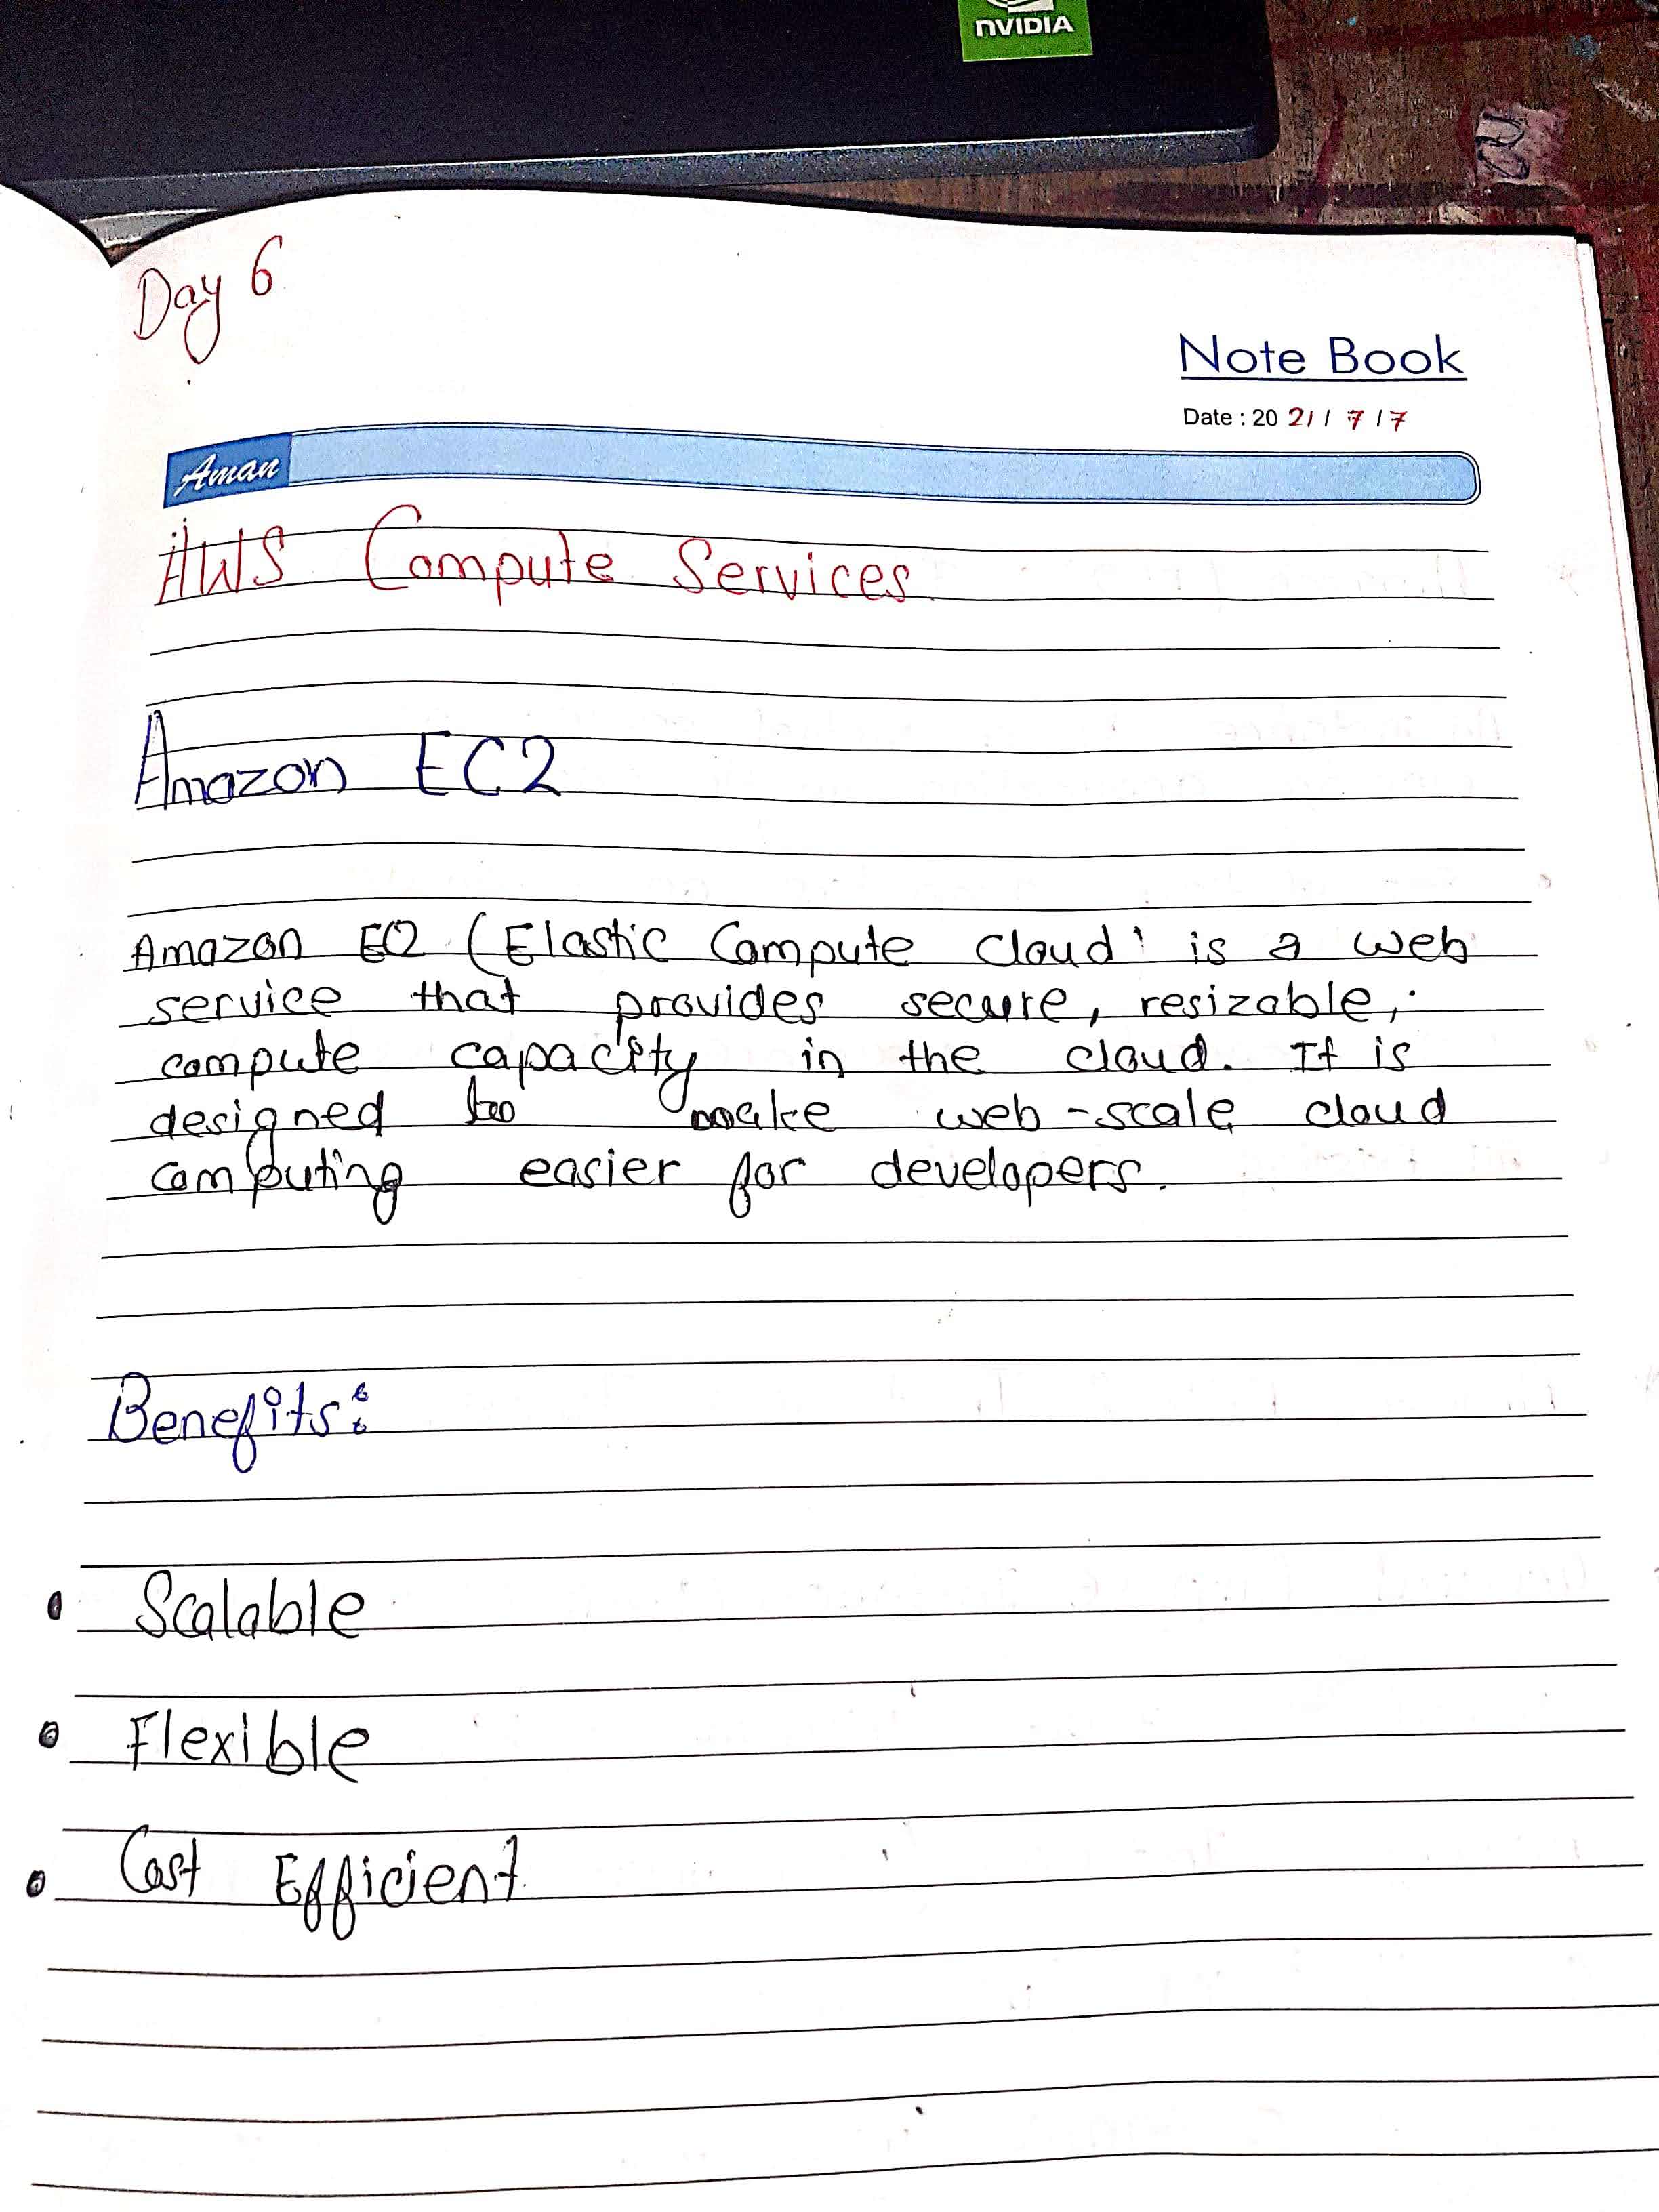 NVIDIA
Day 6
Note Book
Date : 20 21 / 7 / 7
Aman
AWS Compute Services
Amazon EC2
Amazon EC2 (Elastic Compute Cloud) is a web
service that provides secure, resizable,
compute capacity in the cloud. It is
designed to make web-scale cloud
computing easier for developers.
Benefits:
• Scalable
• Flexible
• Cost Efficient